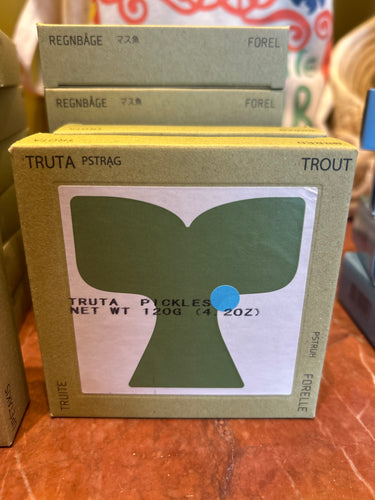 REGNBÅGE マス魚 FOREL
REGNBÅGE マス魚 FOREL
TRUTA PSTRĄG TROUT
TRUTA PICKLES
NET WT 120G (4.2OZ)
TRUITE
PSTRUH
FORELLE